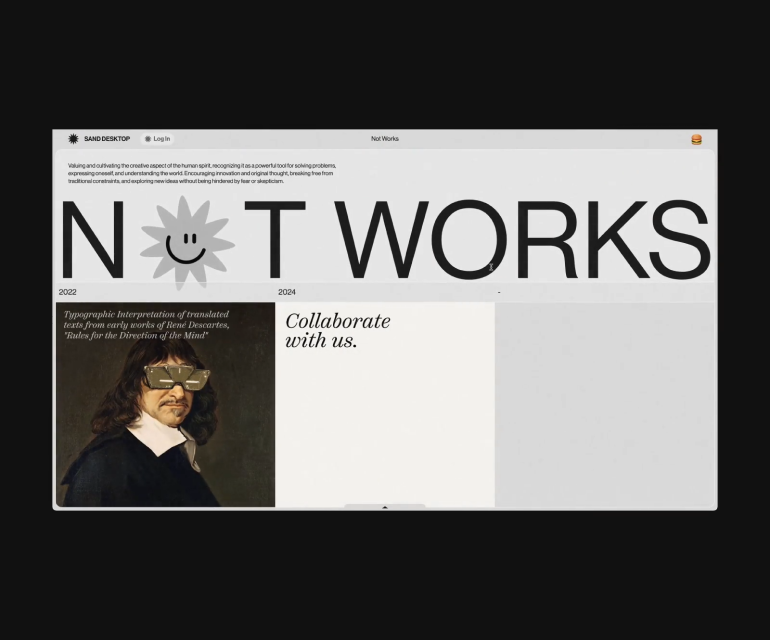 SAND DESKTOP
Log In
Not Works
Valuing and cultivating the creative aspect of the human spirit, recognizing it as a powerful tool for solving problems,
expressing oneself, and understanding the world. Encouraging innovation and original thought, breaking free from
traditional constraints, and exploring new ideas without being hindered by fear or skepticism.
N T WORKS
2022
2024
-
Typographic Interpretation of translated
texts from early works of René Descartes,
"Rules for the Direction of the Mind"
Collaborate
with us.